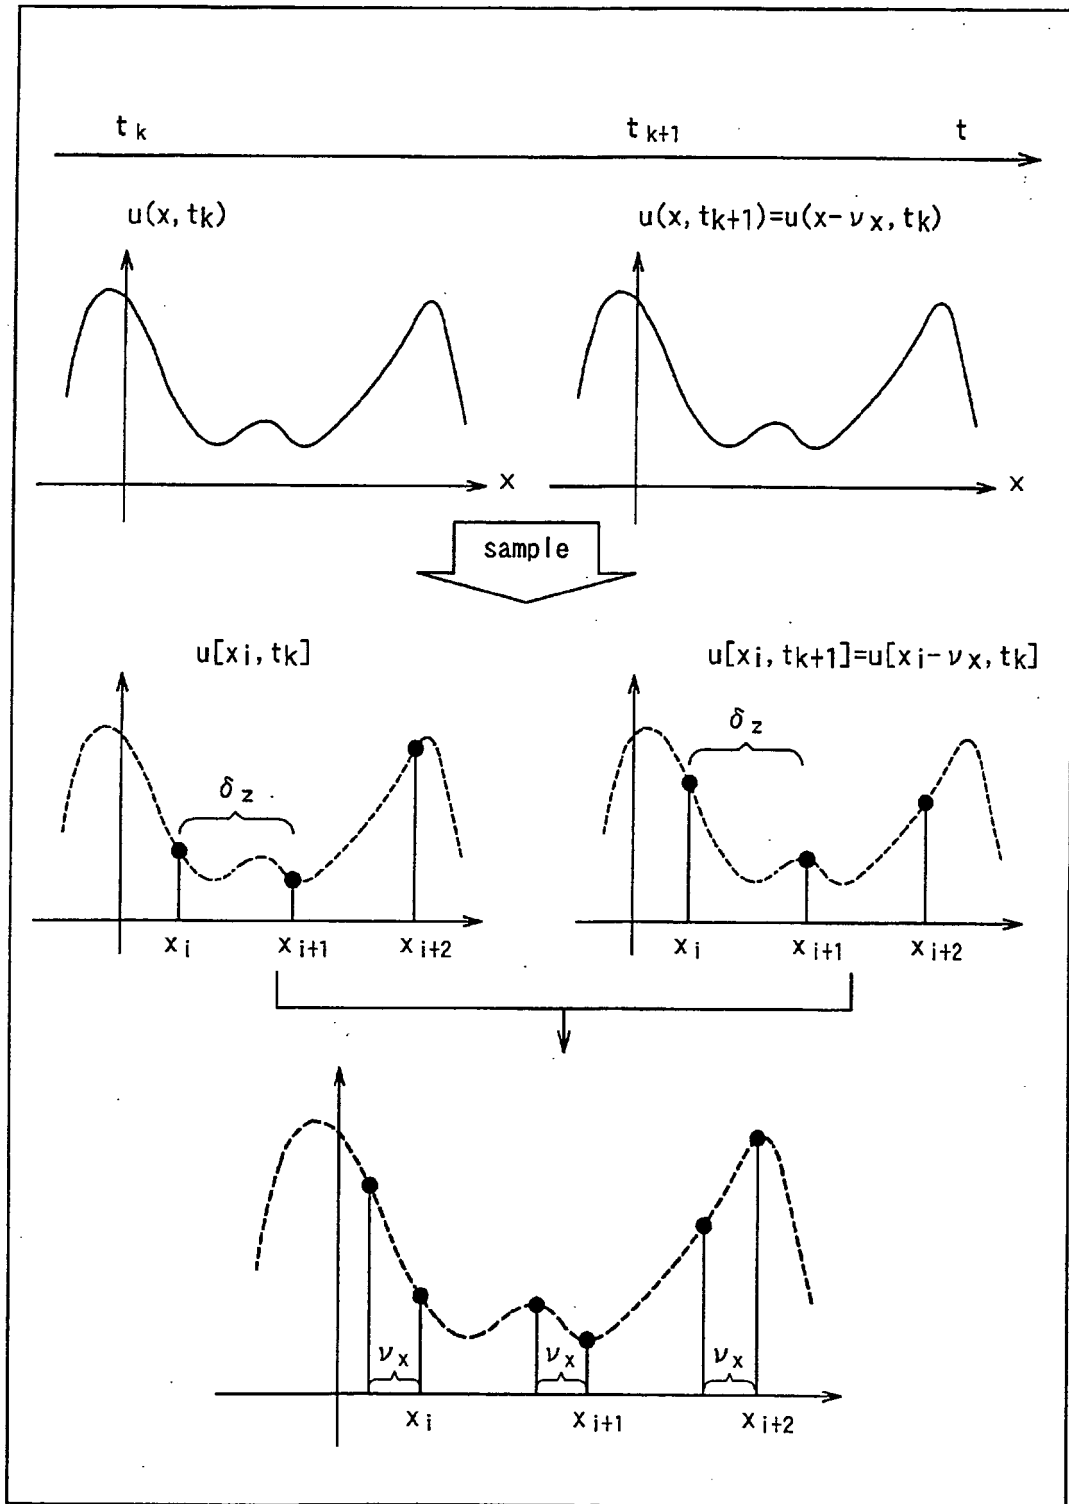 t k t k+1 t
u(x, tk) u(x, tk+1)=u(x-νx, tk)
x x
sample
u[xi, tk] u[xi, tk+1]=u[xi-νx, tk]
δz δz
xi xi+1 xi+2 xi xi+1 xi+2
νx νx νx
xi xi+1 xi+2